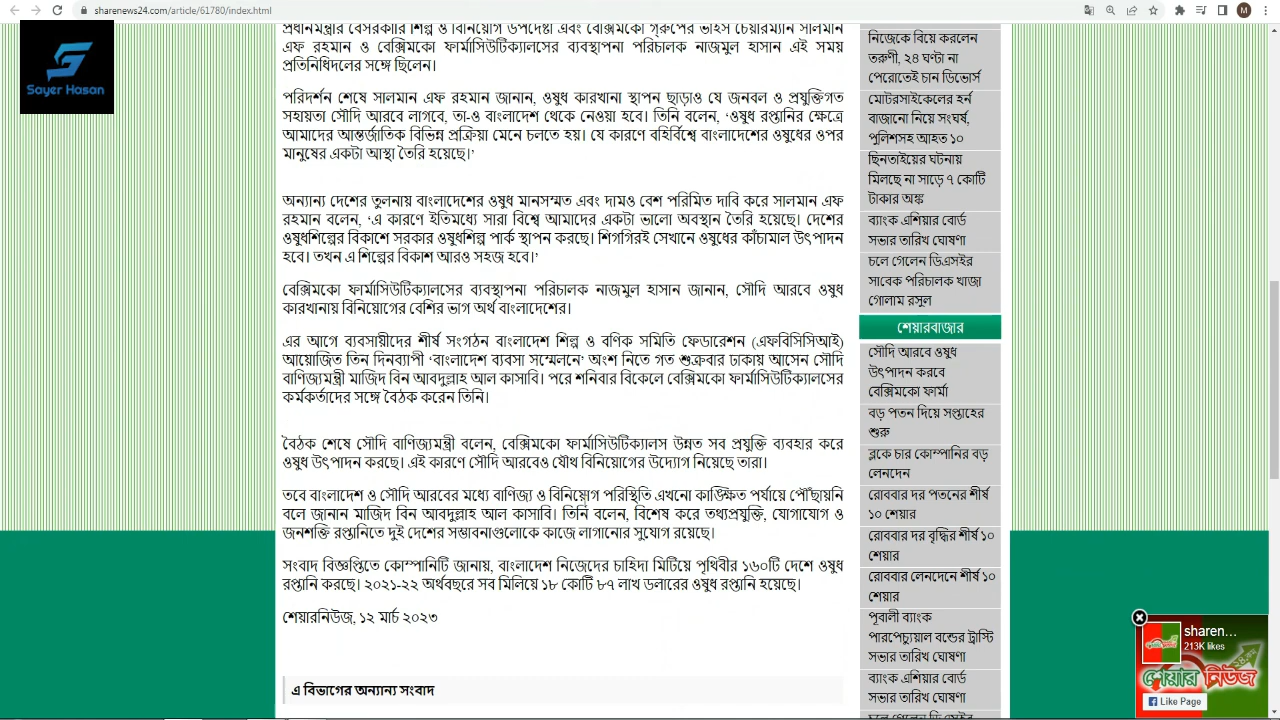 sharenews24.com/article/61780/index.html
M
Sayer Hasan
প্রধানমন্ত্রীর বেসরকারি শিল্প ও বিনিয়োগ উপদেষ্টা এবং বেক্সিমকো গ্রুপের ভাইস চেয়ারম্যান সালমান
এফ রহমান ও বেক্সিমকো ফার্মাসিউটিক্যালসের ব্যবস্থাপনা পরিচালক নাজমুল হাসান এই সময়
প্রতিনিধিদলের সঙ্গে ছিলেন।
পরিদর্শন শেষে সালমান এফ রহমান জানান, ওষুধ কারখানা স্থাপন ছাড়াও যে জনবল ও প্রযুক্তিগত
সহায়তা সৌদি আরবে লাগবে, তা-ও বাংলাদেশ থেকে নেওয়া হবে। তিনি বলেন, ‘ওষুধ রপ্তানির ক্ষেত্রে
আমাদের আন্তর্জাতিক বিভিন্ন প্রক্রিয়া মেনে চলতে হয়। যে কারণে বহির্বিশ্বে বাংলাদেশের ওষুধের ওপর
মানুষের একটা আস্থা তৈরি হয়েছে।’
অন্যান্য দেশের তুলনায় বাংলাদেশের ওষুধ মানসম্মত এবং দামও বেশ পরিমিত দাবি করে সালমান এফ
রহমান বলেন, ‘এ কারণে ইতিমধ্যে সারা বিশ্বে আমাদের একটা ভালো অবস্থান তৈরি হয়েছে। দেশের
ওষুধশিল্পের বিকাশে সরকার ওষুধশিল্প পার্ক স্থাপন করছে। শিগগিরই সেখানে ওষুধের কাঁচামাল উৎপাদন
হবে। তখন এ শিল্পের বিকাশ আরও সহজ হবে।’
বেক্সিমকো ফার্মাসিউটিক্যালসের ব্যবস্থাপনা পরিচালক নাজমুল হাসান জানান, সৌদি আরবে ওষুধ
কারখানায় বিনিয়োগের বেশির ভাগ অর্থ বাংলাদেশের।
এর আগে ব্যবসায়ীদের শীর্ষ সংগঠন বাংলাদেশ শিল্প ও বণিক সমিতি ফেডারেশন (এফবিসিসিআই)
আয়োজিত তিন দিনব্যাপী ‘বাংলাদেশ ব্যবসা সম্মেলনে’ অংশ নিতে গত শুক্রবার ঢাকায় আসেন সৌদি
বাণিজ্যমন্ত্রী মাজিদ বিন আবদুল্লাহ আল কাসাবি। পরে শনিবার বিকেলে বেক্সিমকো ফার্মাসিউটিক্যালসের
কর্মকর্তাদের সঙ্গে বৈঠক করেন তিনি।
বৈঠক শেষে সৌদি বাণিজ্যমন্ত্রী বলেন, বেক্সিমকো ফার্মাসিউটিক্যালস উন্নত সব প্রযুক্তি ব্যবহার করে
ওষুধ উৎপাদন করছে। এই কারণে সৌদি আরবেও যৌথ বিনিয়োগের উদ্যোগ নিয়েছে তারা।
তবে বাংলাদেশ ও সৌদি আরবের মধ্যে বাণিজ্য ও বিনিয়োগ পরিস্থিতি এখনো কাঙ্ক্ষিত পর্যায়ে পৌঁছায়নি
বলে জানান মাজিদ বিন আবদুল্লাহ আল কাসাবি। তিনি বলেন, বিশেষ করে তথ্যপ্রযুক্তি, যোগাযোগ ও
জনশক্তি রপ্তানিতে দুই দেশের সম্ভাবনাগুলোকে কাজে লাগানোর সুযোগ রয়েছে।
সংবাদ বিজ্ঞপ্তিতে কোম্পানিটি জানায়, বাংলাদেশ নিজেদের চাহিদা মিটিয়ে পৃথিবীর ১৬০টি দেশে ওষুধ
রপ্তানি করছে। ২০২১-২২ অর্থবছরে সব মিলিয়ে ১৮ কোটি ৮৭ লাখ ডলারের ওষুধ রপ্তানি হয়েছে।
শেয়ারনিউজ, ১২ মার্চ ২০২৩
এ বিভাগের অন্যান্য সংবাদ
নিজেকে বিয়ে করলেন
তরুণী, ২৪ ঘণ্টা না
পেরোতেই চান ডিভোর্স
মোটরসাইকেলের হর্ন
বাজানো নিয়ে সংঘর্ষ,
পুলিশসহ আহত ১০
ছিনতাইয়ের ঘটনায়
মিলছে না সাড়ে ৭ কোটি
টাকার অঙ্ক
ব্যাংক এশিয়ার বোর্ড
সভার তারিখ ঘোষণা
চলে গেলেন ডিএসইর
সাবেক পরিচালক খাজা
গোলাম রসুল
শেয়ারবাজার
সৌদি আরবে ওষুধ
উৎপাদন করবে
বেক্সিমকো ফার্মা
বড় পতন দিয়ে সপ্তাহের
শুরু
ব্লকে চার কোম্পানির বড়
লেনদেন
রোববার দর পতনের শীর্ষ
১০ শেয়ার
রোববার দর বৃদ্ধির শীর্ষ ১০
শেয়ার
রোববার লেনদেনে শীর্ষ ১০
শেয়ার
পূবালী ব্যাংক
পারপেচ্যুয়াল বন্ডের ট্রাস্টি
সভার তারিখ ঘোষণা
ব্যাংক এশিয়ার বোর্ড
সভার তারিখ ঘোষণা
sharen...
213K likes
শেয়ার নিউজ
Like Page